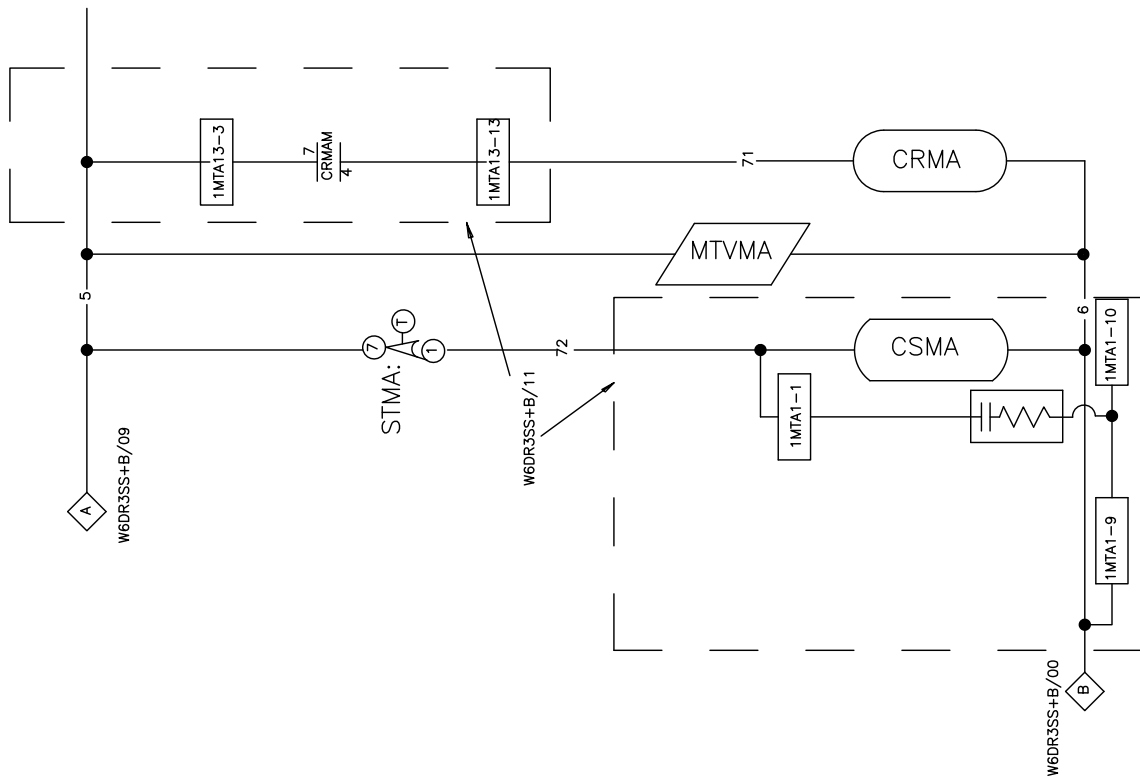 1MTA13-3
7
CRMAM
4
1MTA13-13
71
CRMA
MTVMA
5
6
7
T
1
STMA:
72
CSMA
1MTA1-10
1MTA1-1
W6DR3SS+B/11
A
W6DR3SS+B/09
1MTA1-9
B
W6DR3SS+B/00